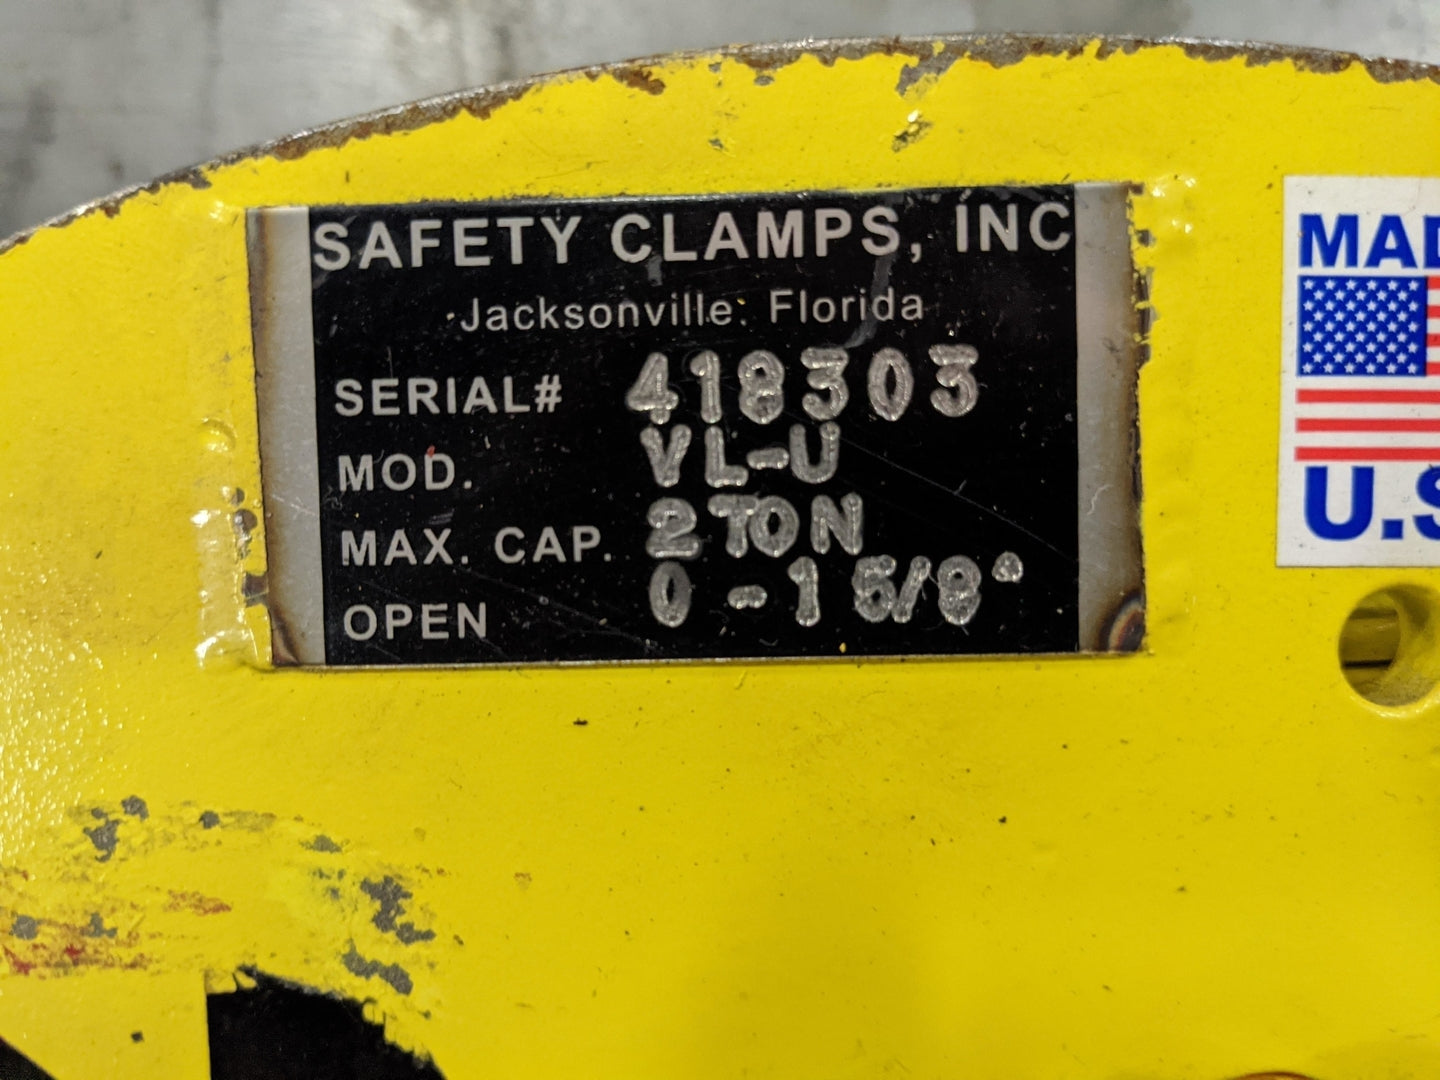 SAFETY CLAMPS, INC
Jacksonville, Florida
SERIAL# 418303
MOD. VL-U
MAX. CAP. 2 TON
OPEN 0-1 5/8"
MAD
U.S